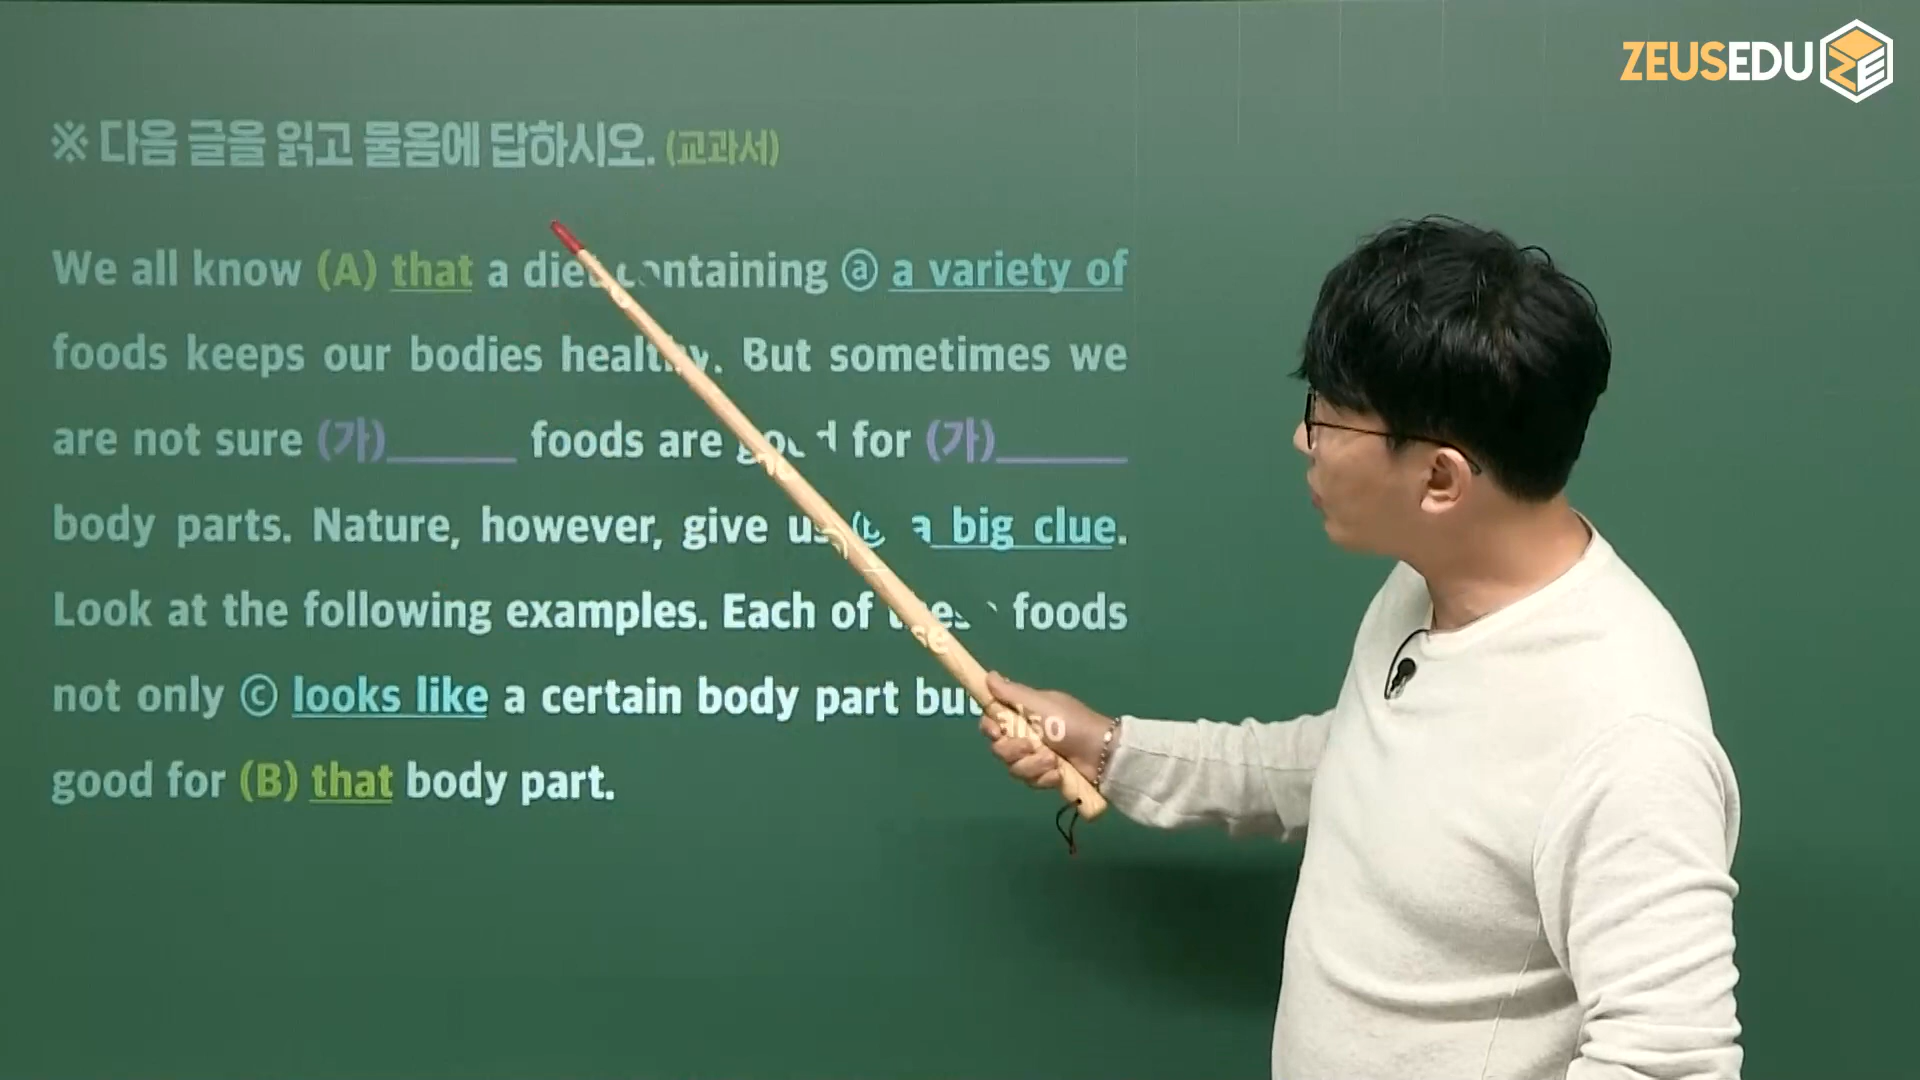 ZEUSEDU
※ 다음 글을 읽고 물음에 답하시오. (교과서)
We all know (A) that a diet containing ⓐ a variety of
foods keeps our bodies healthy. But sometimes we
are not sure (가)______ foods are good for (가)______
body parts. Nature, however, give us ⓑ a big clue.
Look at the following examples. Each of these foods
not only ⓒ looks like a certain body part but also
good for (B) that body part.